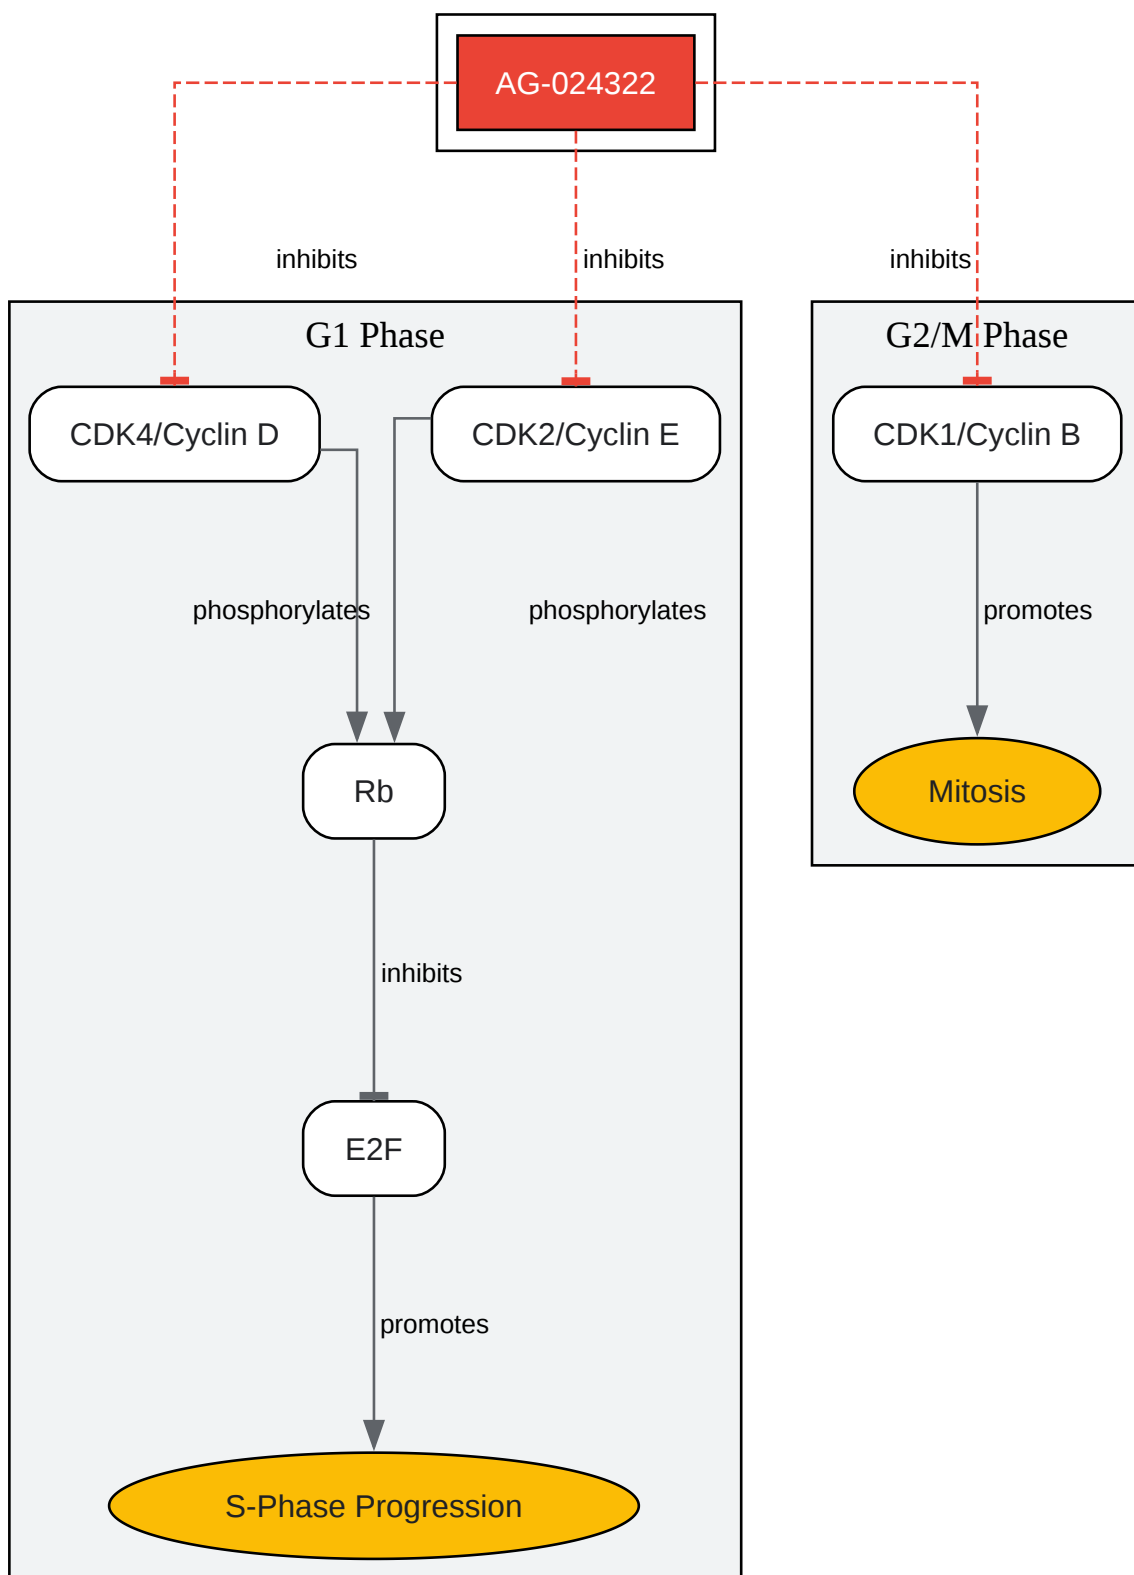 AG-024322
inhibits
inhibits
inhibits
G1 Phase
G2/M Phase
CDK4/Cyclin D
CDK2/Cyclin E
CDK1/Cyclin B
phosphorylates
phosphorylates
promotes
Rb
Mitosis
inhibits
E2F
promotes
S-Phase Progression